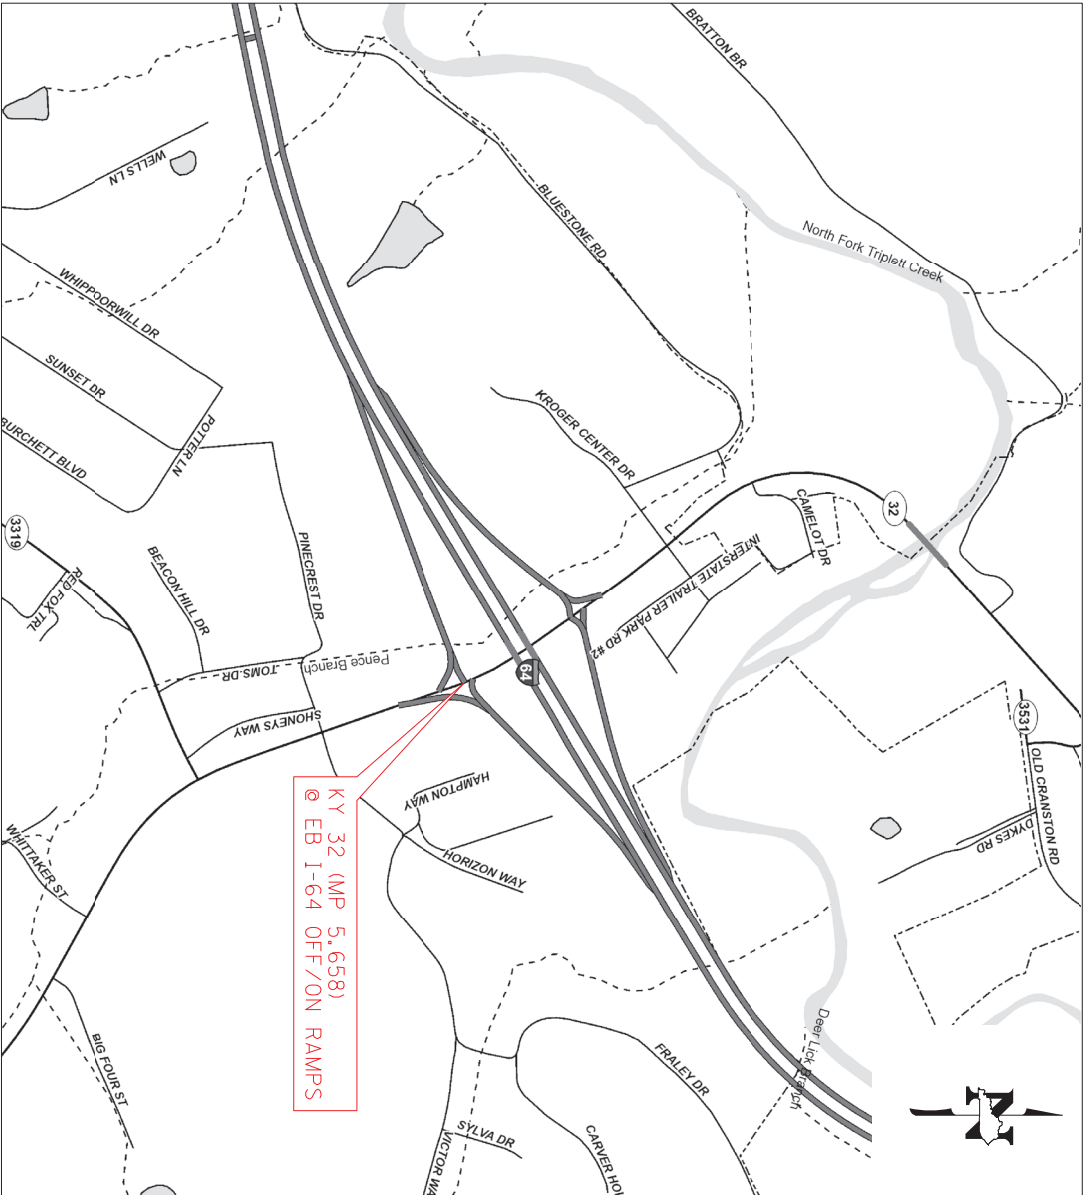 BRATTON BR
WELLS LN
BLUESTONE RD
North Fork Triplett Creek
WHIPPOORWILL DR
SUNSET DR
BURCHETT BLVD
POTTER LN
KROGER CENTER DR
CAMELOT DR
32
INTERSTATE TRAILER PARK RD #2
3319
RED FOX TRL
BEACON HILL DR
PINECREST DR
TOMS DR
Pence Branch
SHONEYS WAY
64
3531
OLD CRANSTON RD
DYKES RD
HAMPTON WAY
HORIZON WAY
KY 32 (MP 5.658)
@ EB I-64 OFF/ON RAMPS
WHITTAKER ST
BIG FOUR ST
Deer Lick Branch
FRALEY DR
SYLVA DR
VICTOR WA
CARVER HO
N